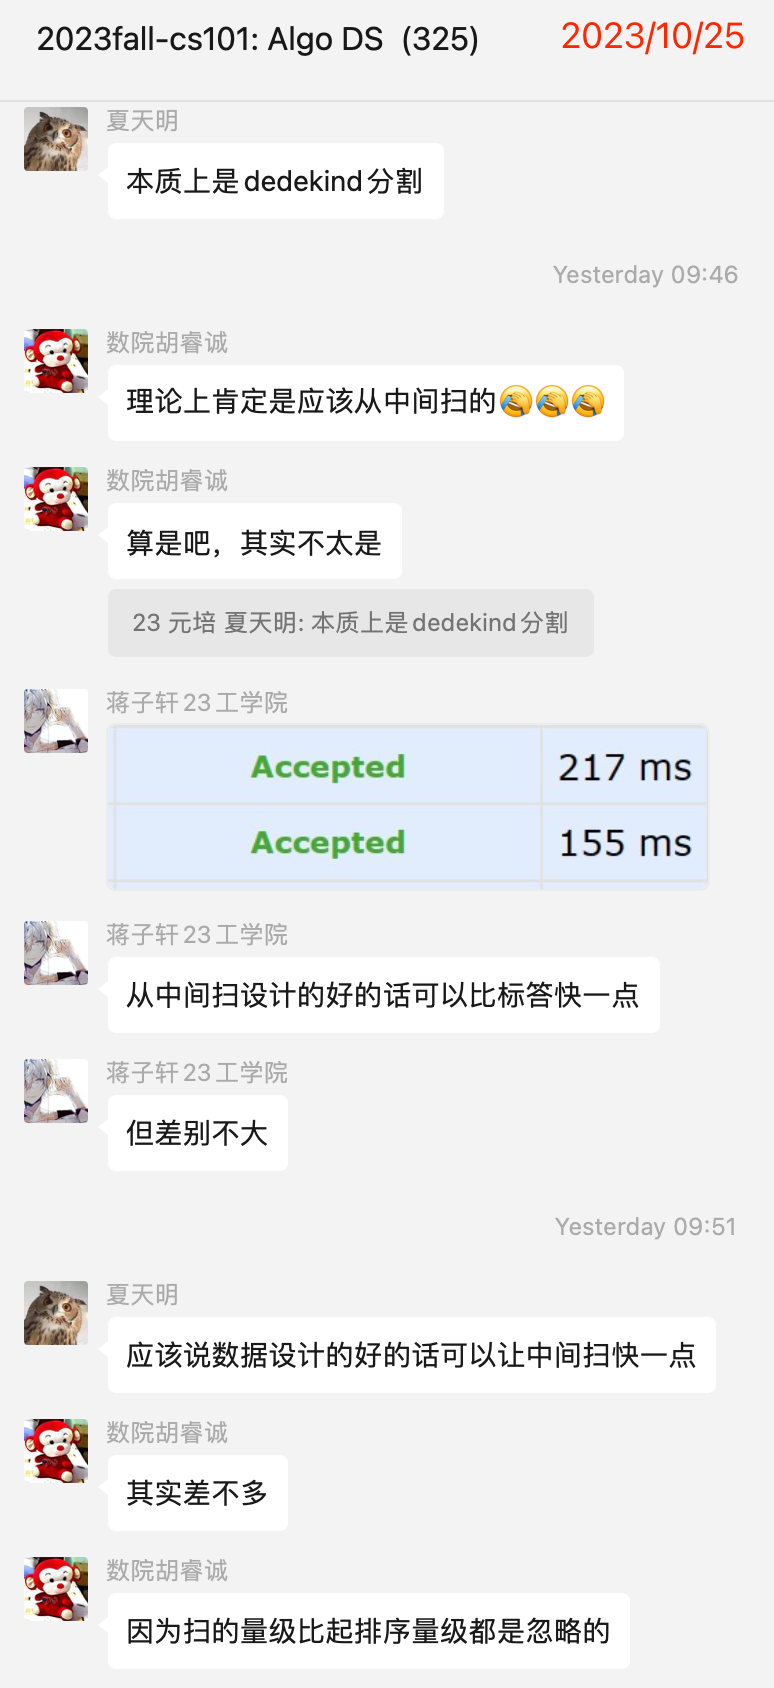 2023fall-cs101: Algo DS (325)
2023/10/25
夏天明
本质上是dedekind分割
Yesterday 09:46
数院胡睿诚
理论上肯定是应该从中间扫的🤣🤣🤣
数院胡睿诚
算是吧，其实不太是
23 元培 夏天明: 本质上是dedekind分割
蒋子轩23工学院
Accepted 217 ms
Accepted 155 ms
蒋子轩23工学院
从中间扫设计的好的话可以比标答快一点
蒋子轩23工学院
但差别不大
Yesterday 09:51
夏天明
应该说数据设计的好的话可以让中间扫快一点
数院胡睿诚
其实差不多
数院胡睿诚
因为扫的量级比起排序量级都是忽略的